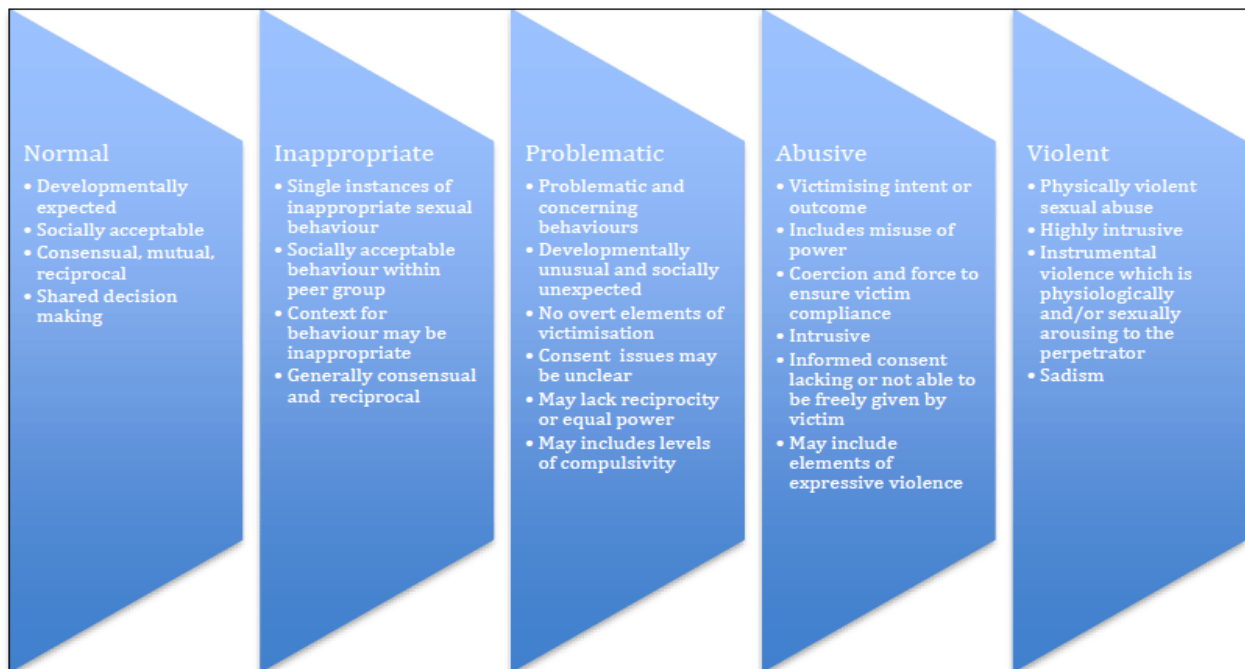 Normal
• Developmentally
expected
• Socially acceptable
• Consensual, mutual,
reciprocal
• Shared decision
making
Inappropriate
• Single instances of
inappropriate sexual
behaviour
• Socially acceptable
behaviour within
peer group
• Context for
behaviour may be
inappropriate
• Generally consensual
and reciprocal
Problematic
• Problematic and
concerning
behaviours
• Developmentally
unusual and socially
unexpected
• No overt elements of
victimisation
• Consent issues may
be unclear
• May lack reciprocity
or equal power
• May includes levels
of compulsivity
Abusive
• Victimising intent or
outcome
• Includes misuse of
power
• Coercion and force to
ensure victim
compliance
• Intrusive
• Informed consent
lacking or not able to
be freely given by
victim
• May include
elements of
expressive violence
Violent
• Physically violent
sexual abuse
• Highly intrusive
• Instrumental
violence which is
physiologically
and/or sexually
arousing to the
perpetrator
• Sadism